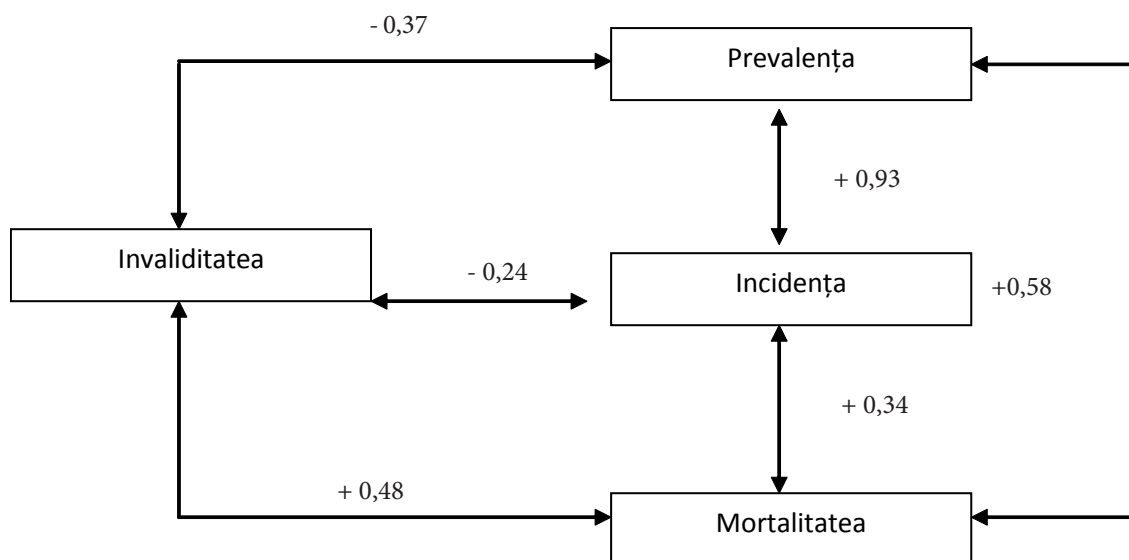 - 0,37
Prevalența
+ 0,93
Invaliditatea
- 0,24
Incidența
+0,58
+ 0,34
+ 0,48
Mortalitatea